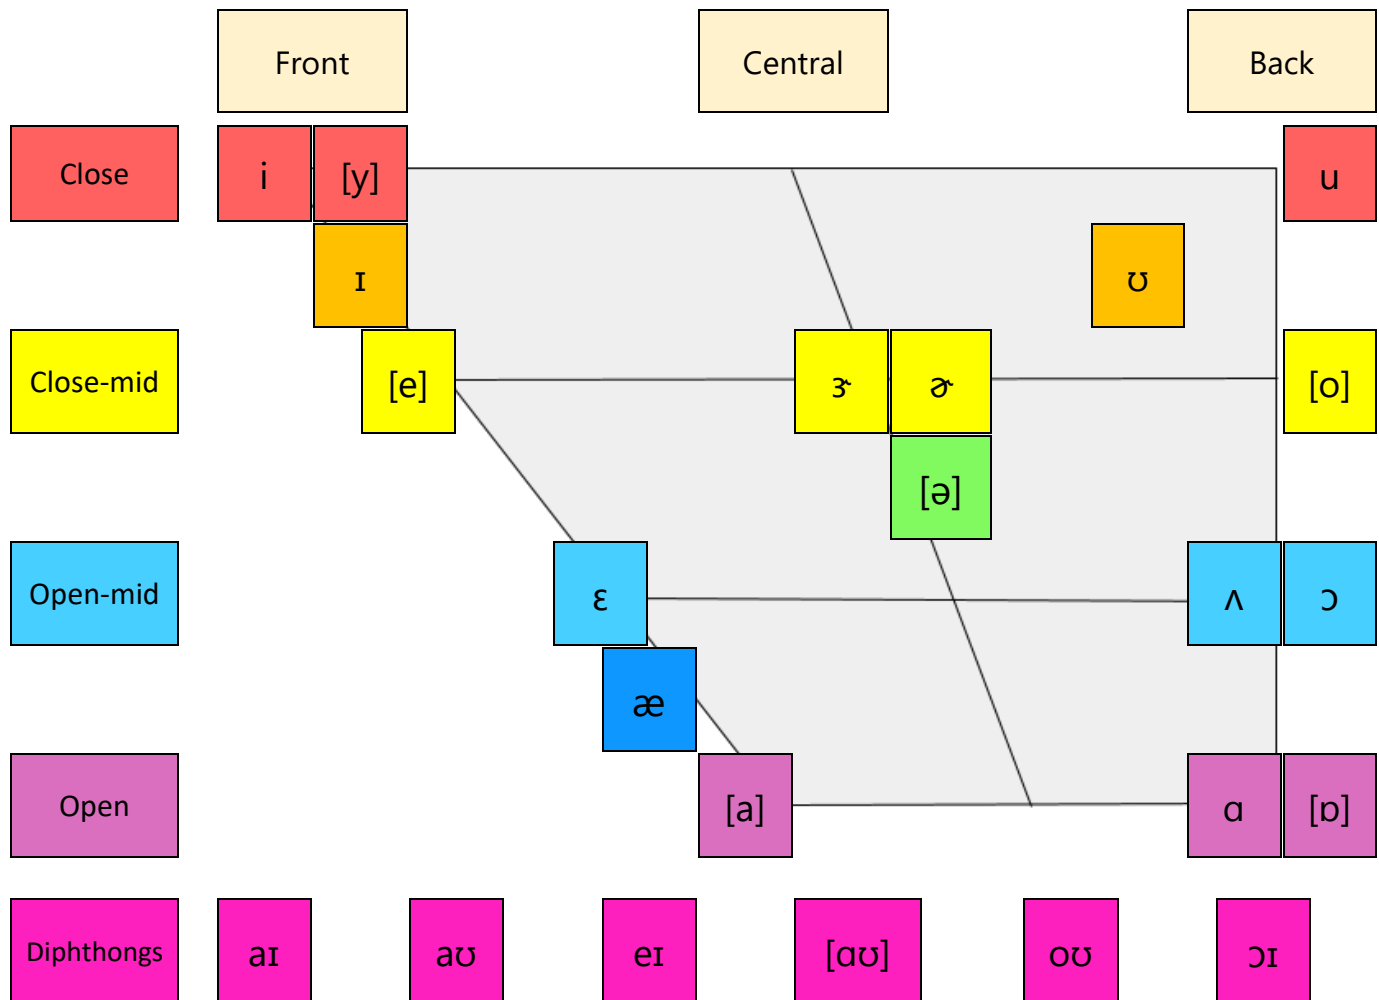 Front Central Back
Close i [y] u
ɪ ʊ
Close-mid [e] ɝ ɚ [o]
[ə]
Open-mid ɛ ʌ ɔ
æ
Open [a] ɑ [ɒ]
Diphthongs aɪ aʊ eɪ [ɑʊ] oʊ ɔɪ